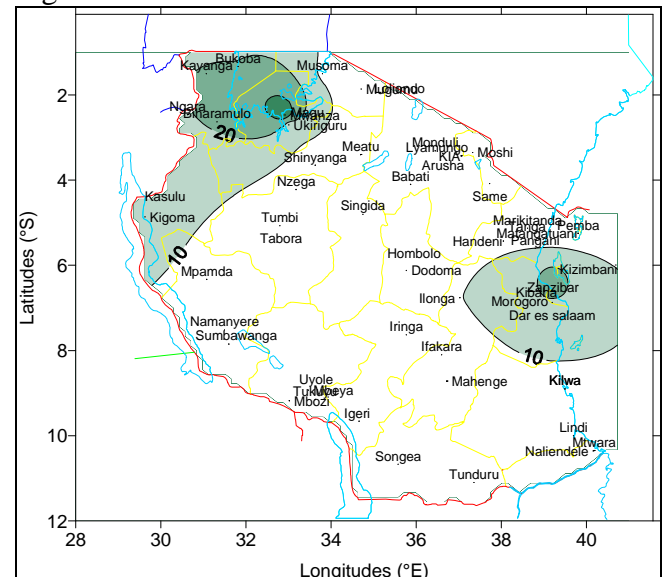 Bukoba
Kayanga
Musoma
Mugumu
Loliondo
2
Ngara
Biharamulo
Magu
Mwanza
Ukiriguru
20
Meatu
Monduli
Lyamungo
KIA
Moshi
Arusha
Shinyanga
4
Nzega
Babati
Kasulu
Same
Singida
Kigoma
Tumbi
Marikitanda
Tanga
Pemba
Tabora
Handeni
Pangani
Hombolo
10
6
Mpamda
Dodoma
Kizimbani
Zanzibar
Kibaha
Ilonga
Morogoro
Dar es salaam
Namanyere
Iringa
Sumbawanga
8
Ifakara
10
Uyole
Mbeya
Tukuyu
Mbozi
Mahenge
Kilwa
Igeri
Lindi
10
Mtwara
Naliendele
Songea
Tunduru
12
28
30
32
34
36
38
40
Latitudes (°S)
Longitudes (°E)